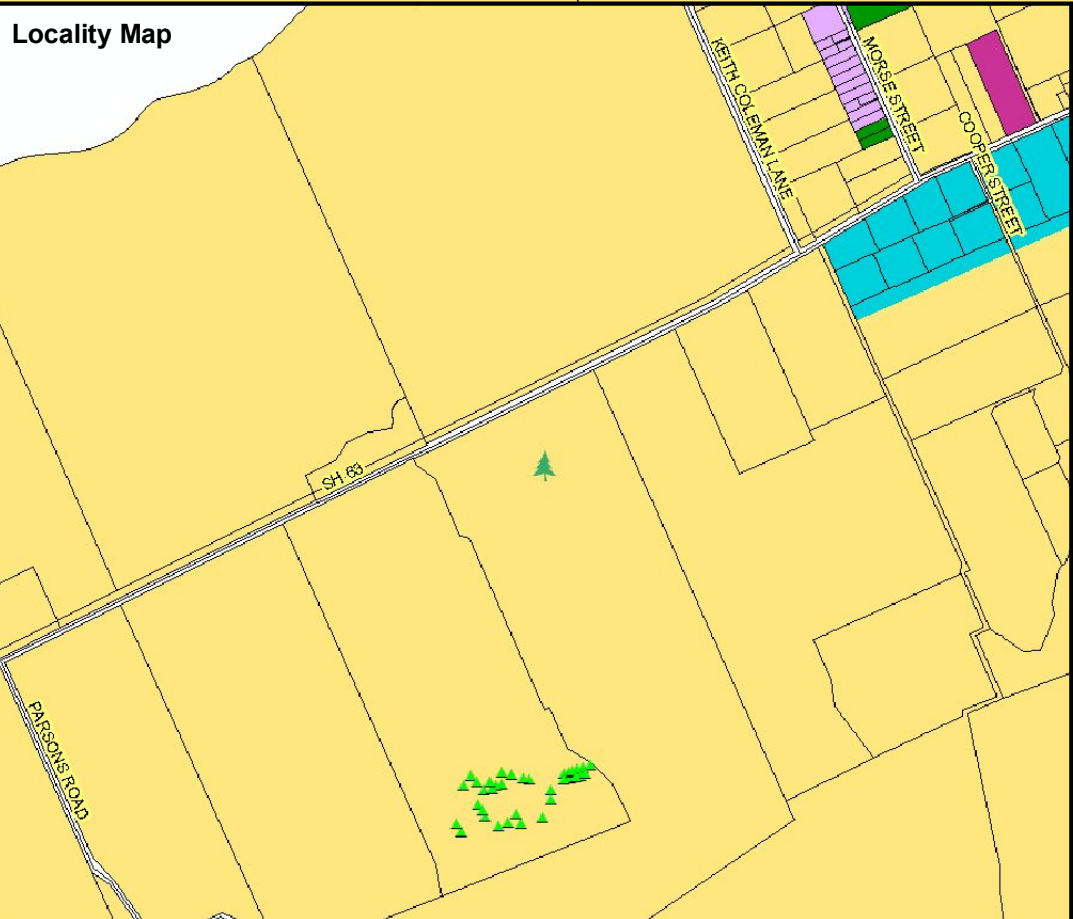 Locality Map
KEITH COLEMAN LANE
MORSE STREET
COOPER STREET
SH 63
PARSONS ROAD